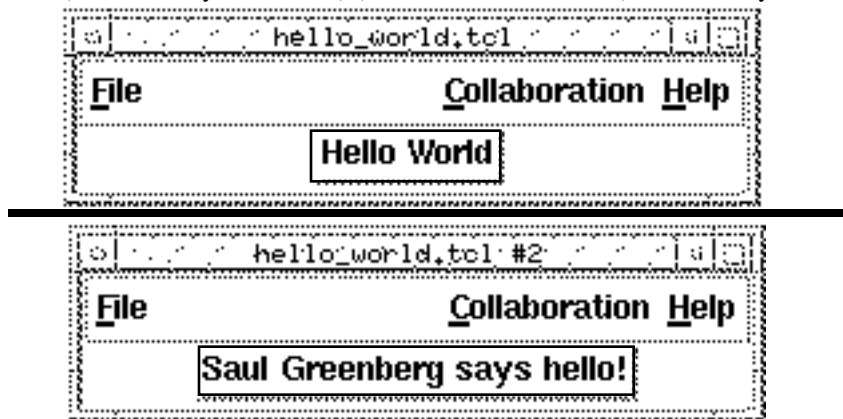 hello_world.tcl
File Collaboration Help
Hello World
hello_world.tcl #2
File Collaboration Help
Saul Greenberg says hello!